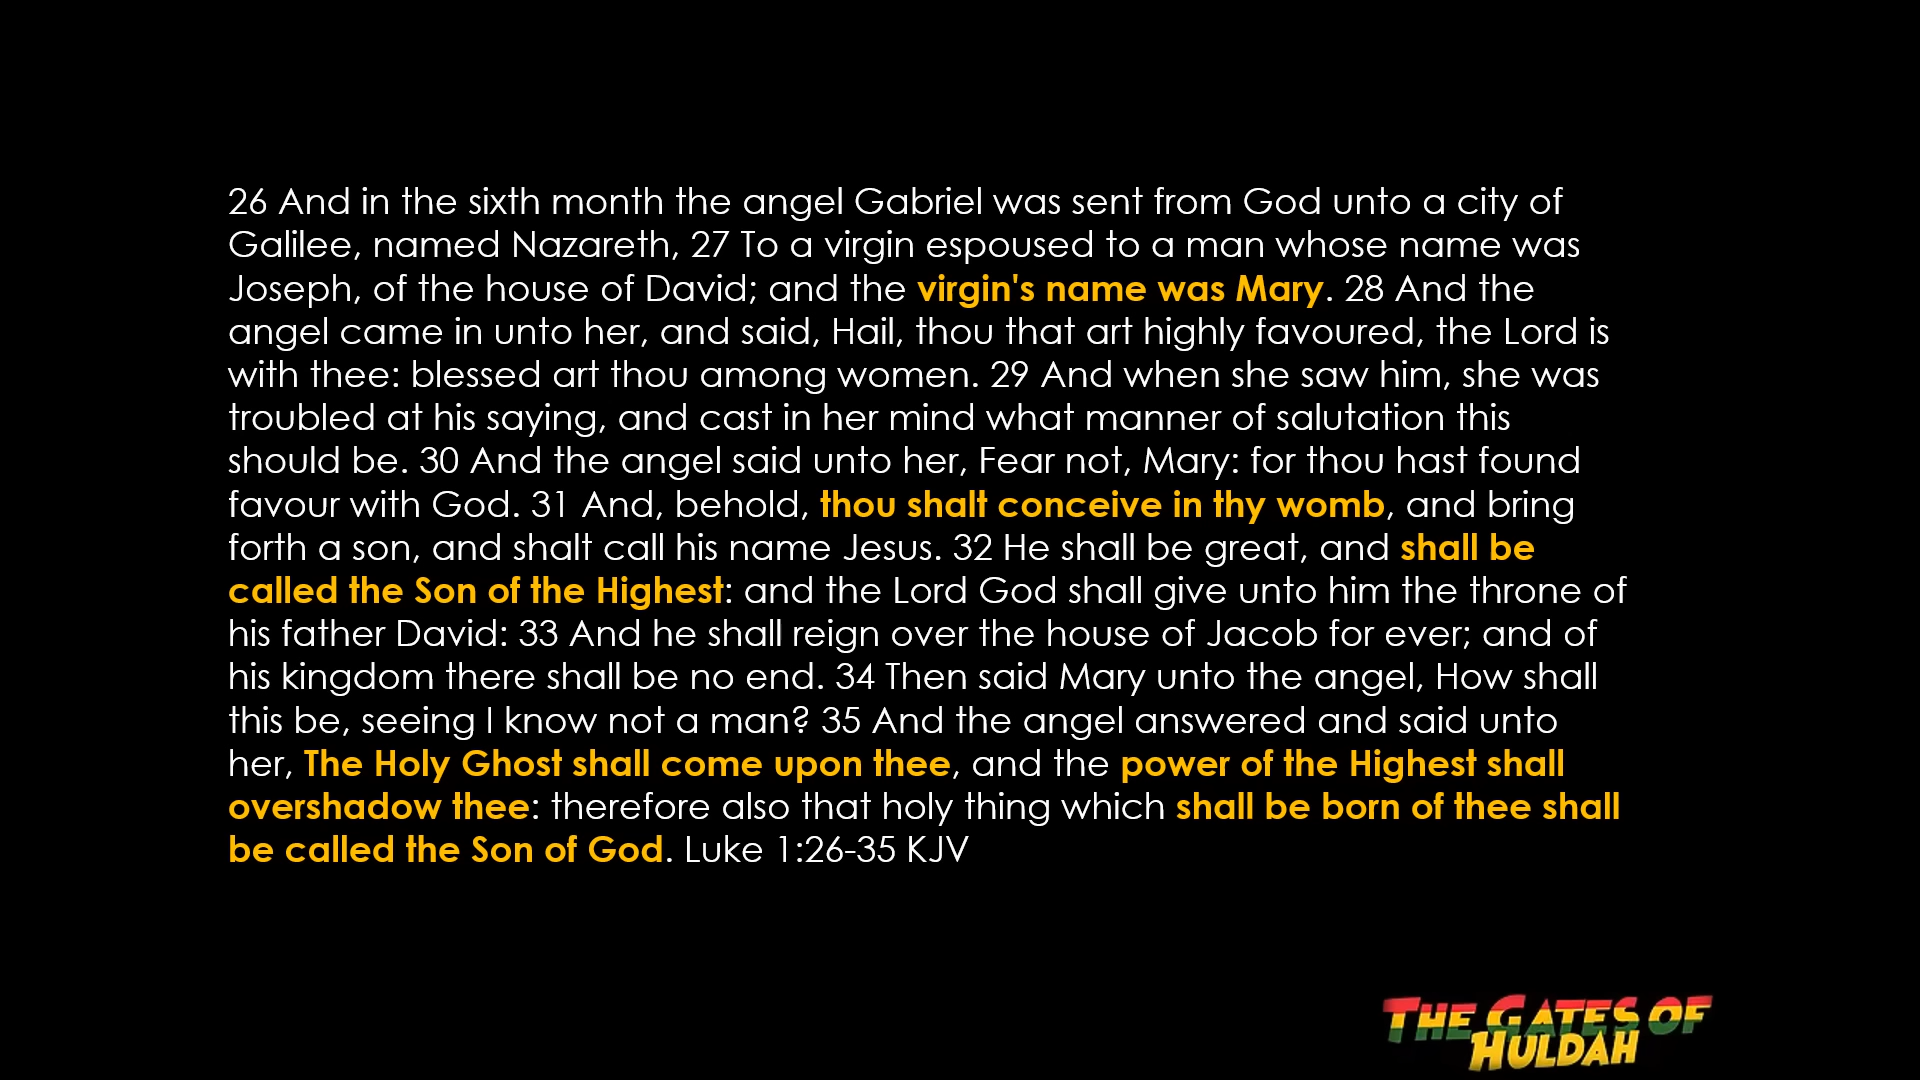 26 And in the sixth month the angel Gabriel was sent from God unto a city of
Galilee, named Nazareth, 27 To a virgin espoused to a man whose name was
Joseph, of the house of David; and the virgin's name was Mary. 28 And the
angel came in unto her, and said, Hail, thou that art highly favoured, the Lord is
with thee: blessed art thou among women. 29 And when she saw him, she was
troubled at his saying, and cast in her mind what manner of salutation this
should be. 30 And the angel said unto her, Fear not, Mary: for thou hast found
favour with God. 31 And, behold, thou shalt conceive in thy womb, and bring
forth a son, and shalt call his name Jesus. 32 He shall be great, and shall be
called the Son of the Highest: and the Lord God shall give unto him the throne of
his father David: 33 And he shall reign over the house of Jacob for ever; and of
his kingdom there shall be no end. 34 Then said Mary unto the angel, How shall
this be, seeing I know not a man? 35 And the angel answered and said unto
her, The Holy Ghost shall come upon thee, and the power of the Highest shall
overshadow thee: therefore also that holy thing which shall be born of thee shall
be called the Son of God. Luke 1:26-35 KJV
THE GATES OF
HULDAH